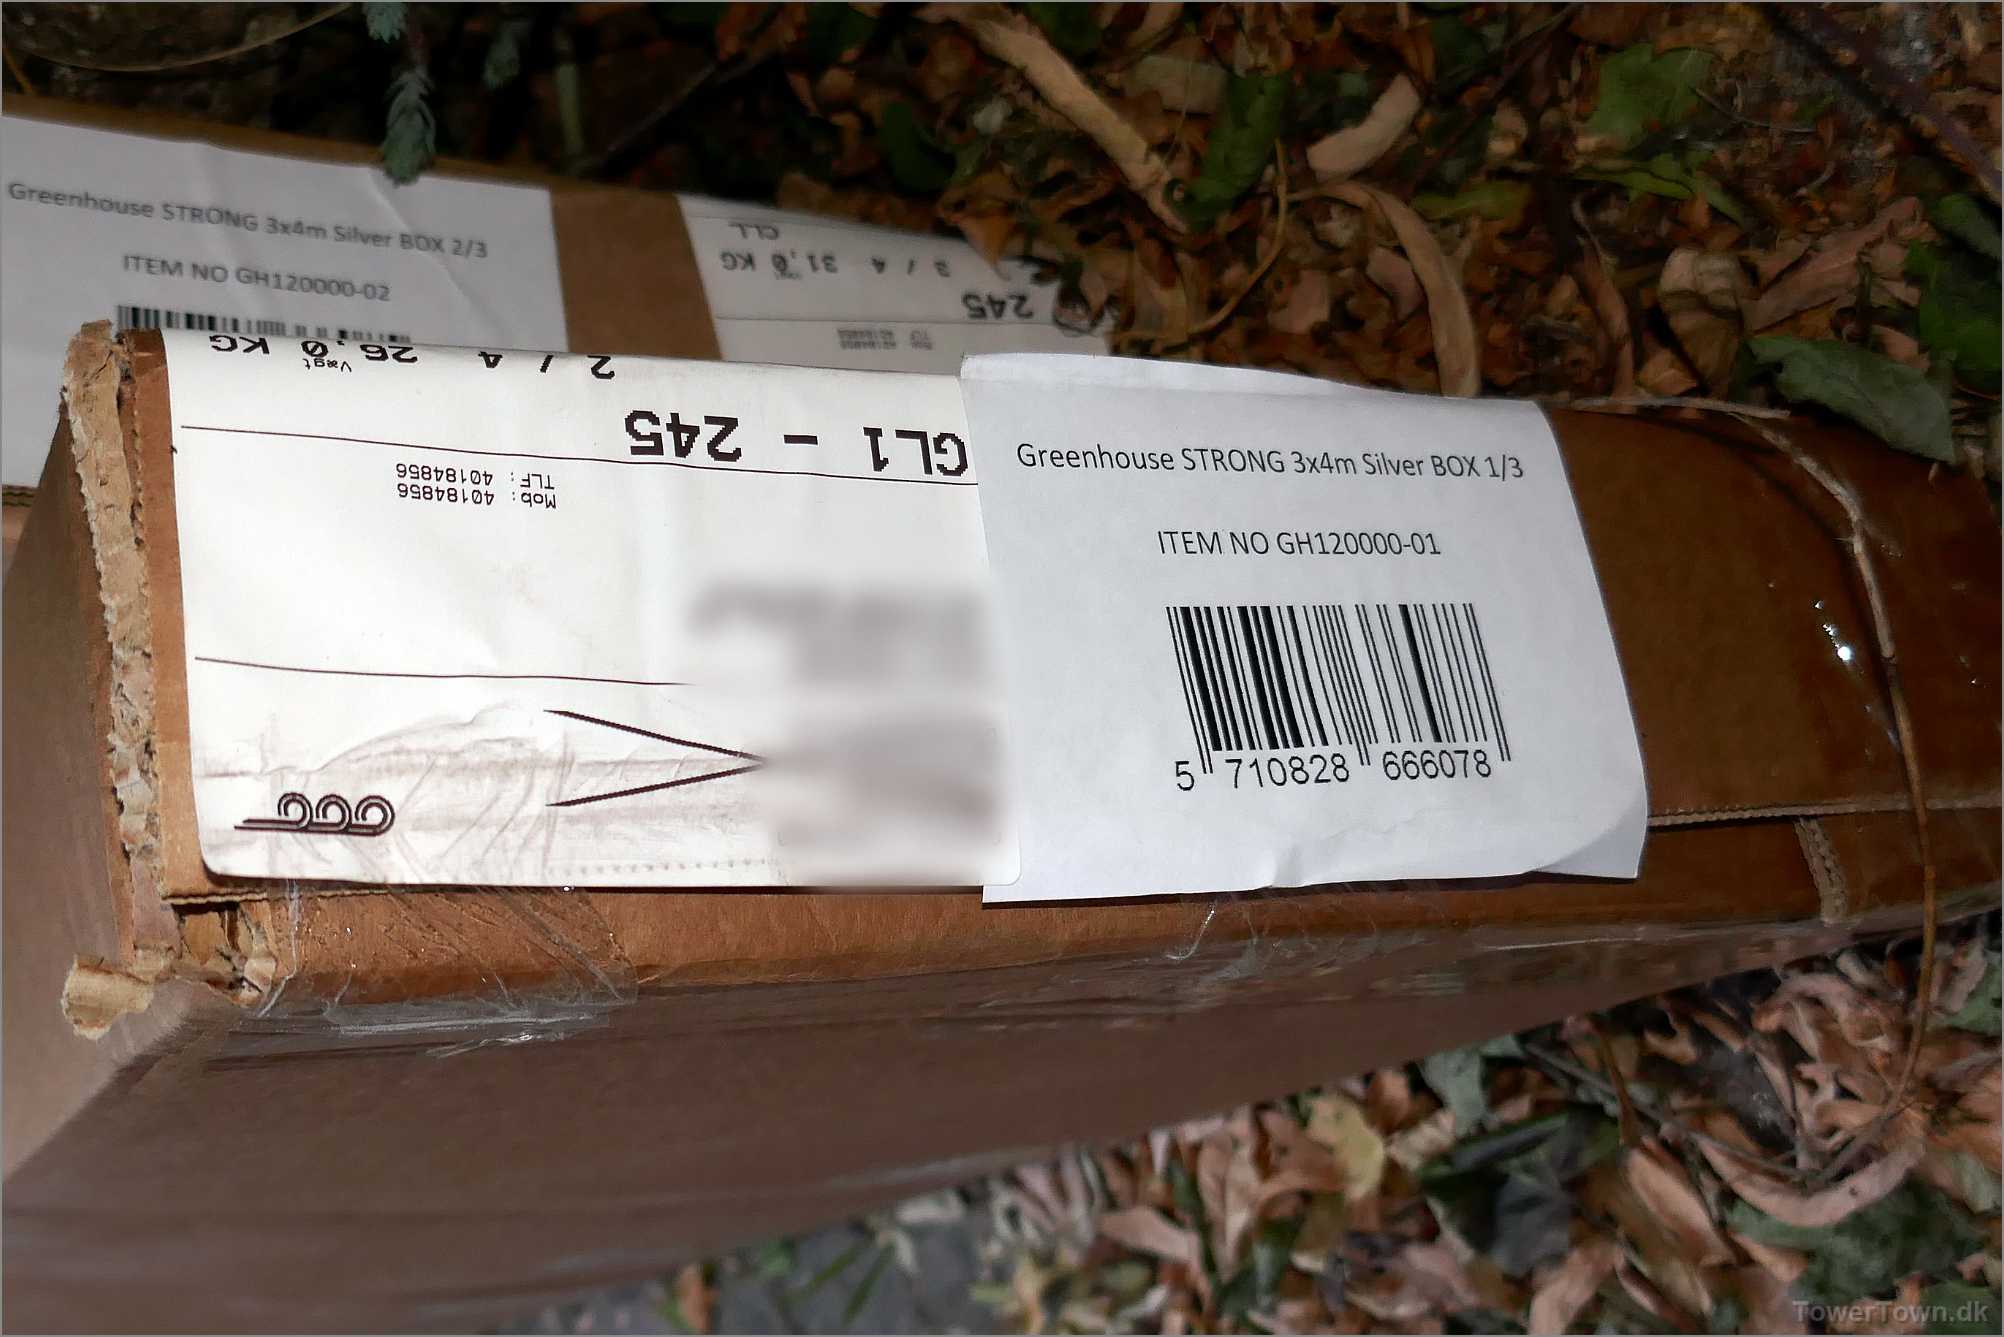 Greenhouse STRONG 3x4m Silver BOX 2/3
ITEM NO GH120000-02
CLL
3 / 4 31,0 KG
Vægt
245
2 / 4 26,0 KG
Vægt
GL1 - 245
TLF: 40184856
Mob: 40184856
Greenhouse STRONG 3x4m Silver BOX 1/3
ITEM NO GH120000-01
5 710828 666078
TowerTown.dk